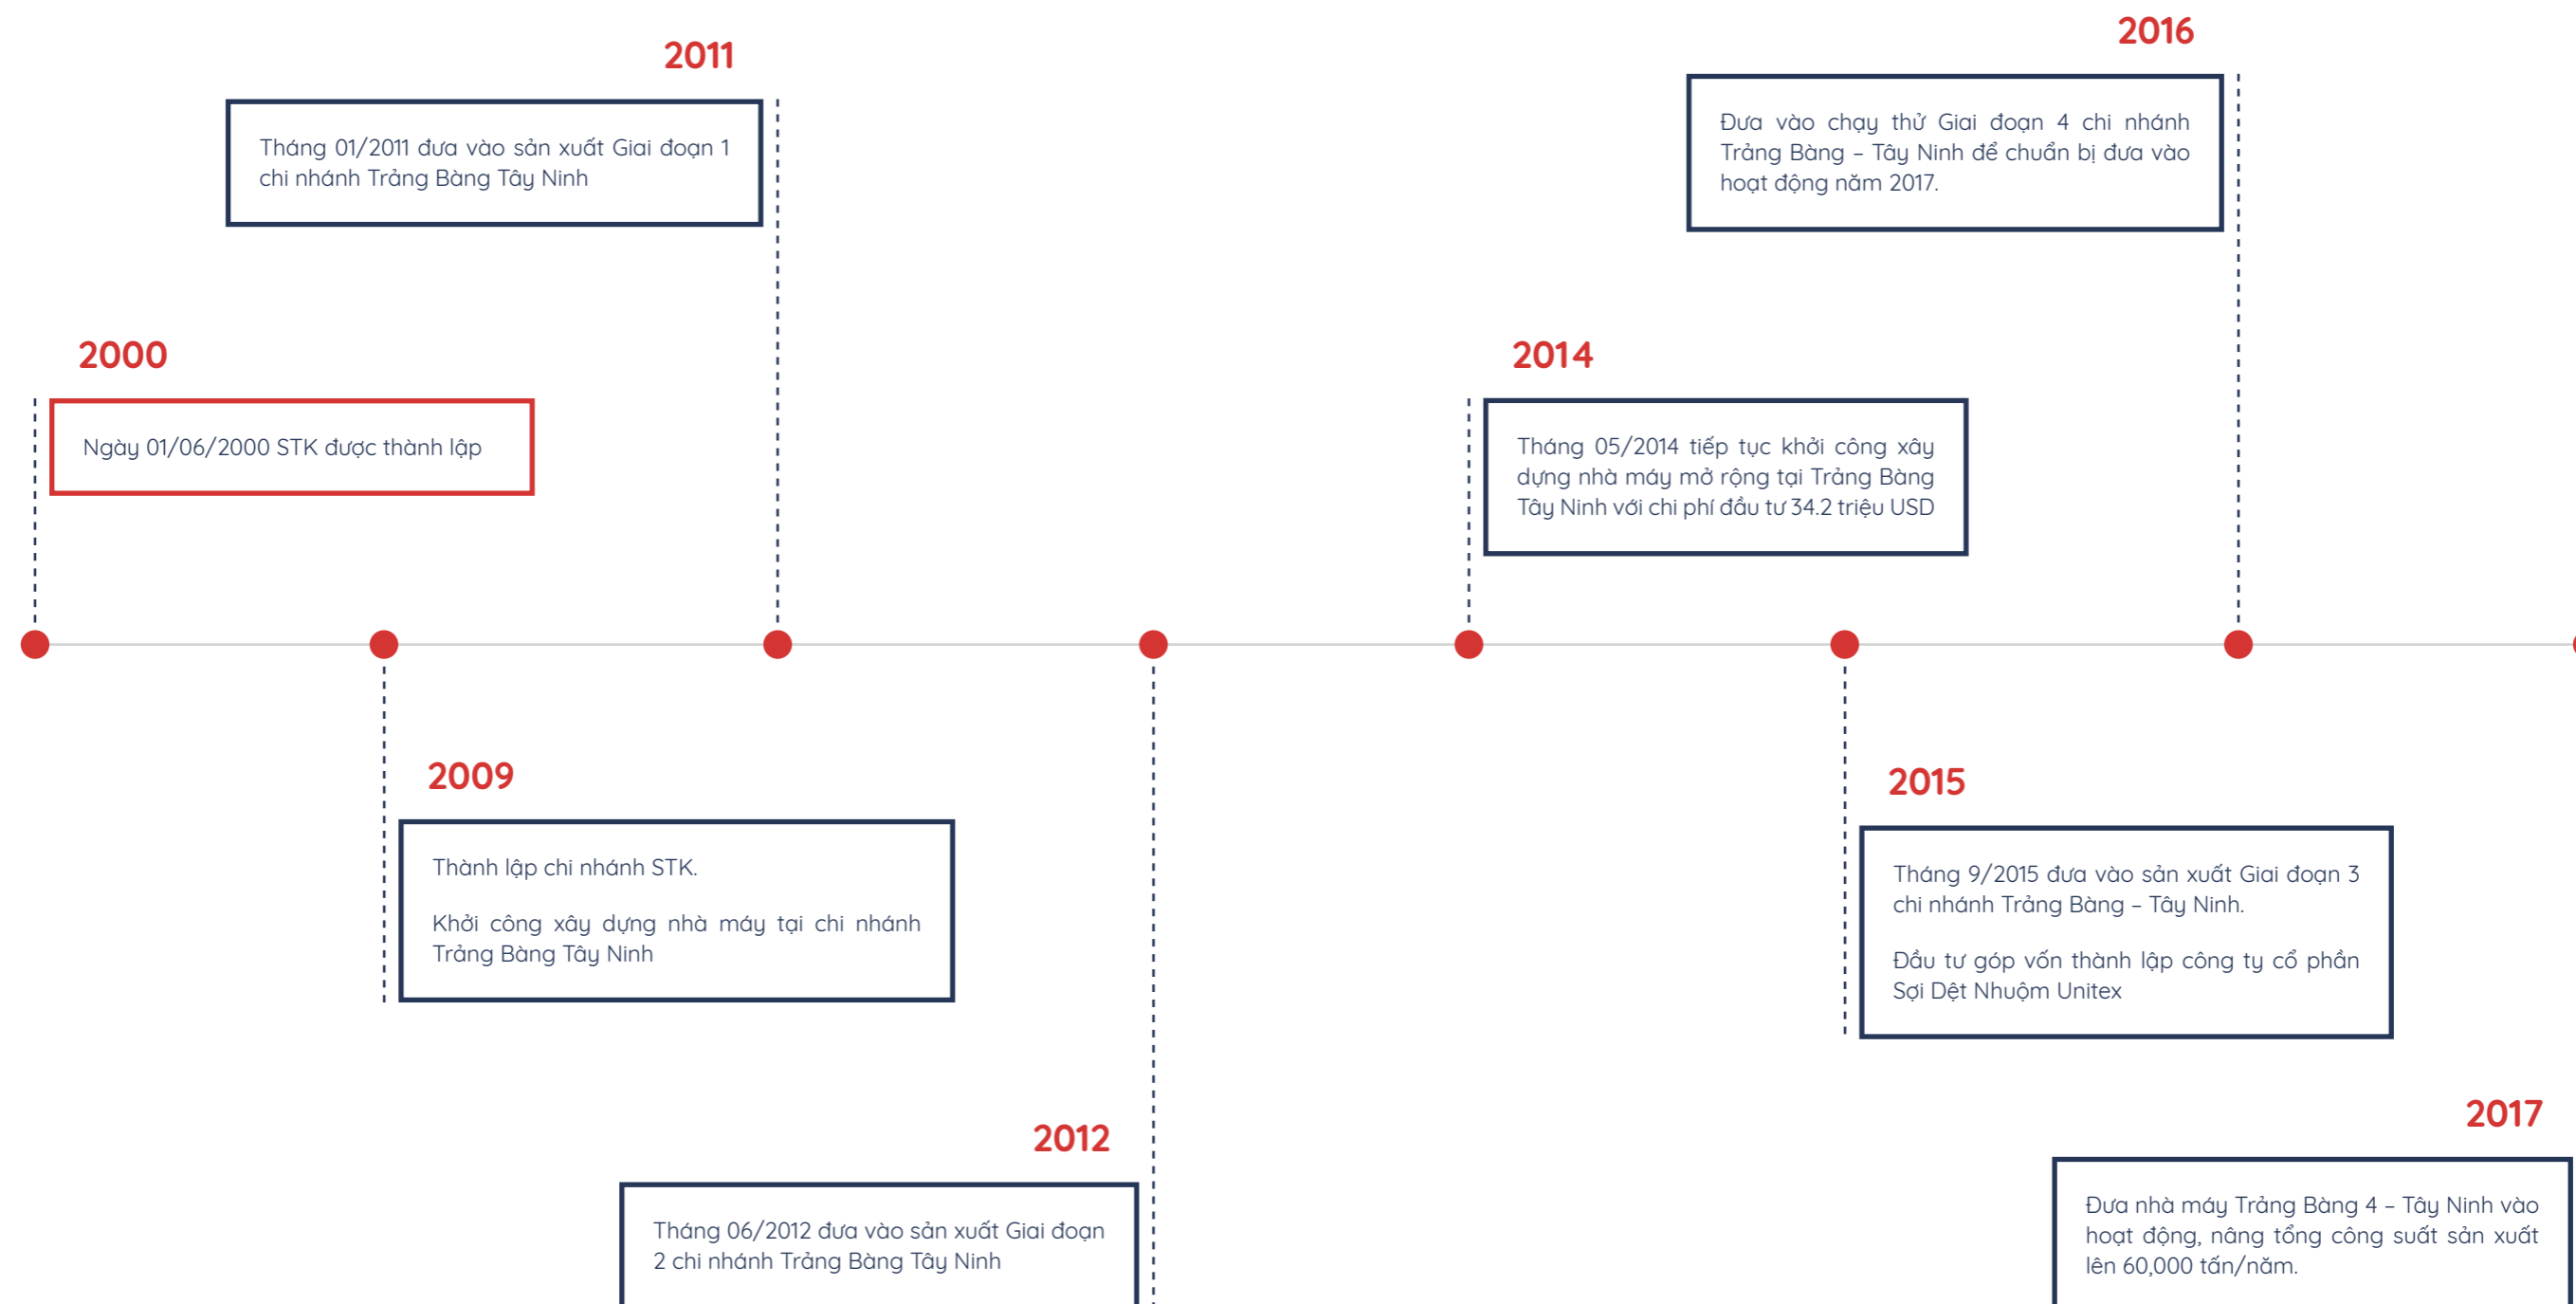 2000
Ngày 01/06/2000 STK được thành lập
2009
Thành lập chi nhánh STK.
Khởi công xây dựng nhà máy tại chi nhánh
Trảng Bàng Tây Ninh
2011
Tháng 01/2011 đưa vào sản xuất Giai đoạn 1
chi nhánh Trảng Bàng Tây Ninh
2012
Tháng 06/2012 đưa vào sản xuất Giai đoạn
2 chi nhánh Trảng Bàng Tây Ninh
2014
Tháng 05/2014 tiếp tục khởi công xây
dựng nhà máy mở rộng tại Trảng Bàng
Tây Ninh với chi phí đầu tư 34.2 triệu USD
2015
Tháng 9/2015 đưa vào sản xuất Giai đoạn 3
chi nhánh Trảng Bàng – Tây Ninh.
Đầu tư góp vốn thành lập công ty cổ phần
Sợi Dệt Nhuộm Unitex
2016
Đưa vào chạy thử Giai đoạn 4 chi nhánh
Trảng Bàng – Tây Ninh để chuẩn bị đưa vào
hoạt động năm 2017.
2017
Đưa nhà máy Trảng Bàng 4 – Tây Ninh vào
hoạt động, nâng tổng công suất sản xuất
lên 60,000 tấn/năm.